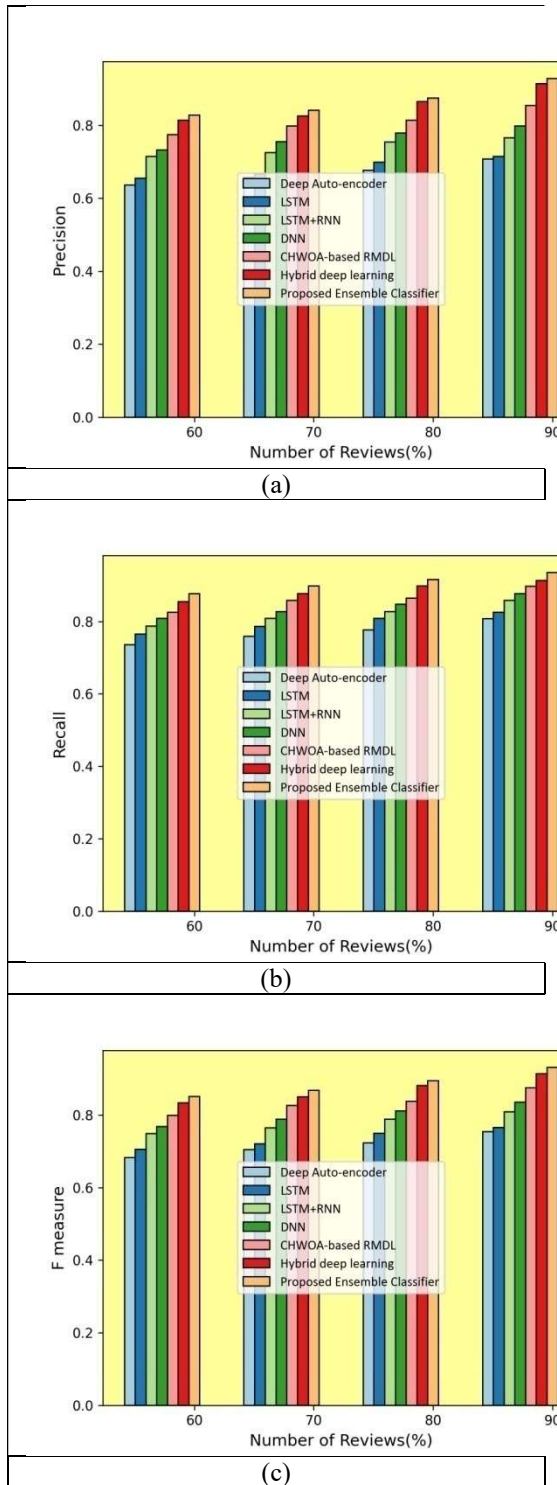 0.8
0.6
0.4
0.2
0.0
Precision
Deep Auto-encoder
LSTM
LSTM+RNN
DNN
CHWOA-based RMDL
Hybrid deep learning
Proposed Ensemble Classifier
60 70 80 90
Number of Reviews(%)
(a)
0.8
0.6
0.4
0.2
0.0
Recall
Deep Auto-encoder
LSTM
LSTM+RNN
DNN
CHWOA-based RMDL
Hybrid deep learning
Proposed Ensemble Classifier
60 70 80 90
Number of Reviews(%)
(b)
0.8
0.6
0.4
0.2
0.0
F measure
Deep Auto-encoder
LSTM
LSTM+RNN
DNN
CHWOA-based RMDL
Hybrid deep learning
Proposed Ensemble Classifier
60 70 80 90
Number of Reviews(%)
(c)